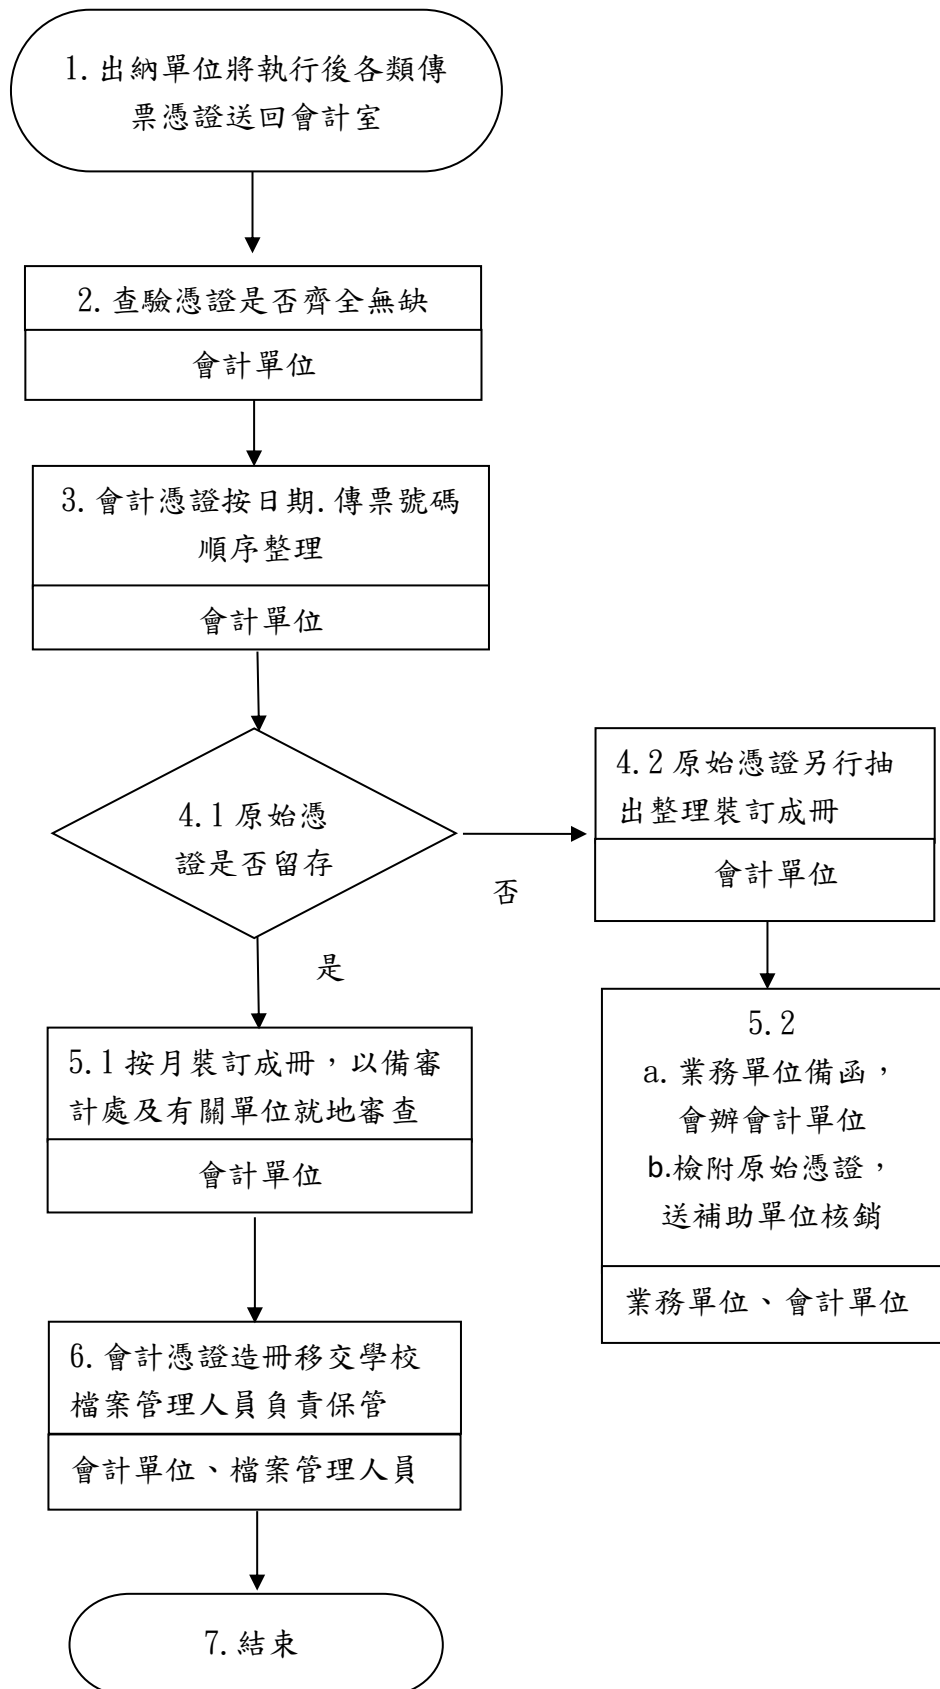 1.出納單位將執行後各類傳
票憑證送回會計室
2.查驗憑證是否齊全無缺
會計單位
3.會計憑證按日期.傳票號碼
順序整理
會計單位
4.1原始憑
證是否留存
否
是
4.2原始憑證另行抽
出整理裝訂成冊
會計單位
5.2
a.業務單位備函，
會辦會計單位
b.檢附原始憑證，
送補助單位核銷
業務單位、會計單位
5.1按月裝訂成冊，以備審
計處及有關單位就地審查
會計單位
6.會計憑證造冊移交學校
檔案管理人員負責保管
會計單位、檔案管理人員
7.結束